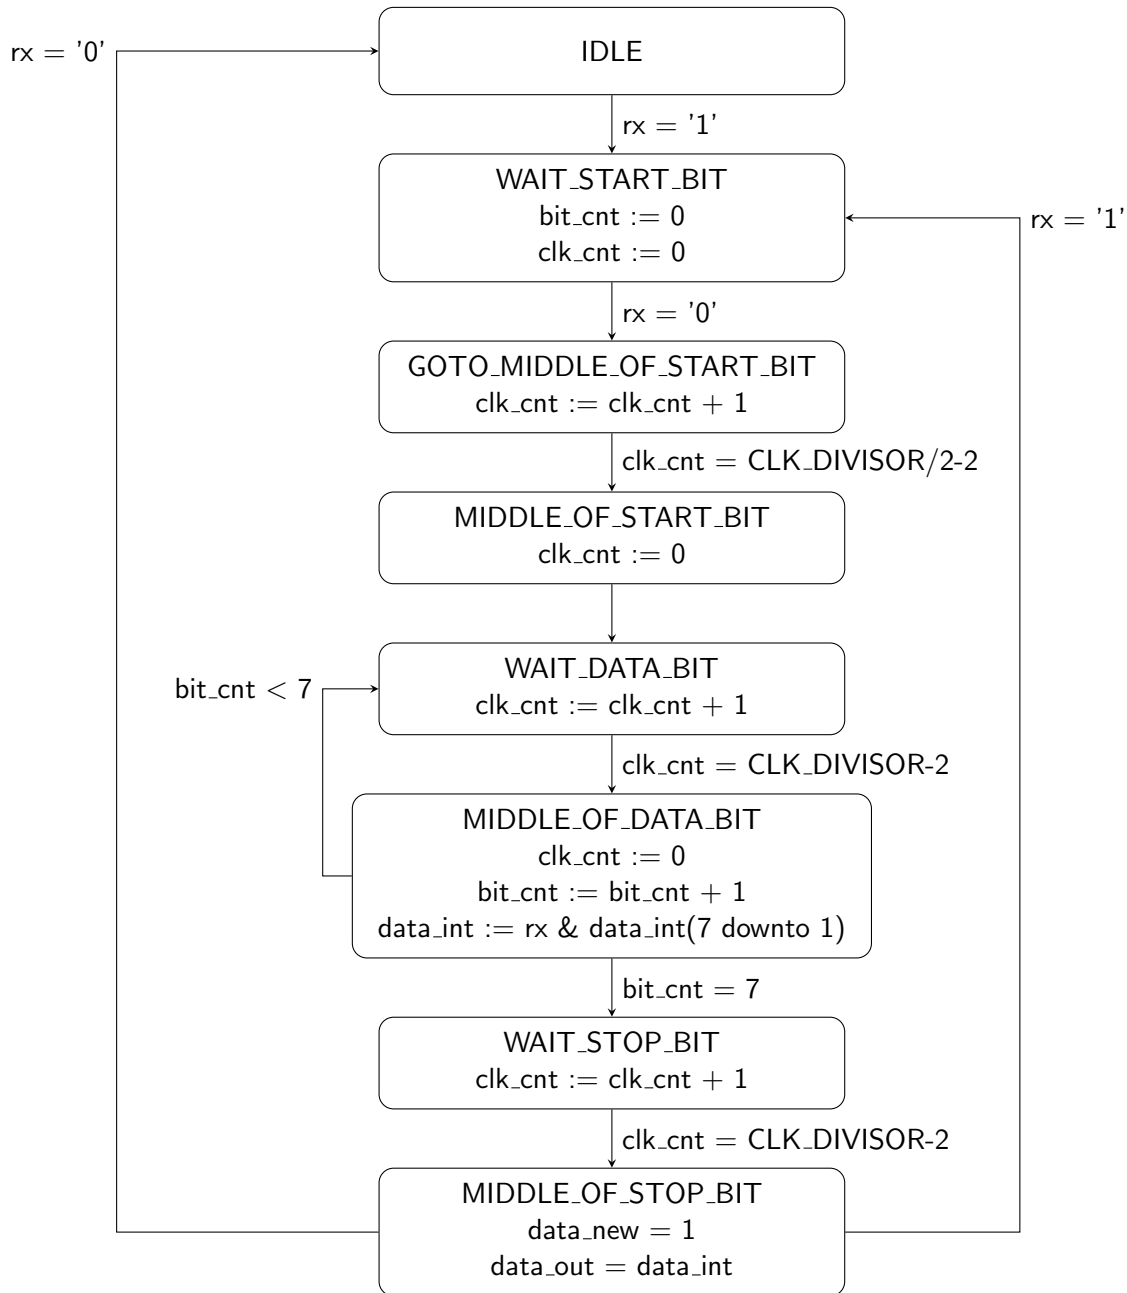 IDLE
rx = '0'
rx = '1'
WAIT_START_BIT
bit_cnt := 0
clk_cnt := 0
rx = '1'
rx = '0'
GOTO_MIDDLE_OF_START_BIT
clk_cnt := clk_cnt + 1
clk_cnt = CLK_DIVISOR/2-2
MIDDLE_OF_START_BIT
clk_cnt := 0
WAIT_DATA_BIT
clk_cnt := clk_cnt + 1
bit_cnt < 7
clk_cnt = CLK_DIVISOR-2
MIDDLE_OF_DATA_BIT
clk_cnt := 0
bit_cnt := bit_cnt + 1
data_int := rx & data_int(7 downto 1)
bit_cnt = 7
WAIT_STOP_BIT
clk_cnt := clk_cnt + 1
clk_cnt = CLK_DIVISOR-2
MIDDLE_OF_STOP_BIT
data_new = 1
data_out = data_int